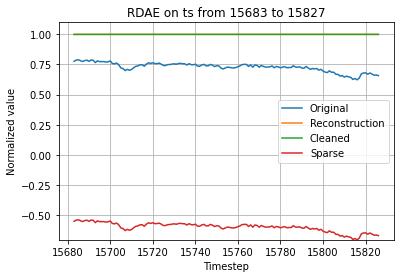 RDAE on ts from 15683 to 15827
1.00
0.75
0.50
0.25
0.00
−0.25
−0.50
Normalized value
Original
Reconstruction
Cleaned
Sparse
15680 15700 15720 15740 15760 15780 15800 15820
Timestep